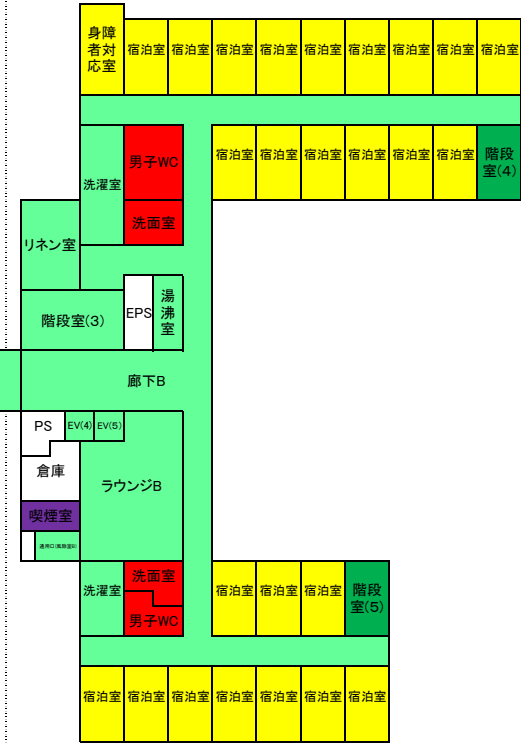 身障
者対
応室
宿泊室
宿泊室
宿泊室
宿泊室
宿泊室
宿泊室
宿泊室
宿泊室
宿泊室
洗濯室
男子WC
宿泊室
宿泊室
宿泊室
宿泊室
宿泊室
宿泊室
階段
室(4)
洗面室
リネン室
階段室(3)
EPS
湯
沸
室
廊下B
PS
EV(4)
EV(5)
倉庫
ラウンジB
喫煙室
通用口(風除室B)
洗濯室
洗面室
男子WC
宿泊室
宿泊室
宿泊室
階段
室(5)
宿泊室
宿泊室
宿泊室
宿泊室
宿泊室
宿泊室
宿泊室